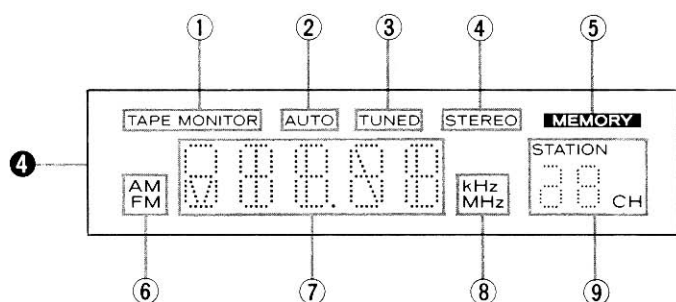 ① ② ③ ④ ⑤
TAPE MONITOR AUTO TUNED STEREO MEMORY
❹
STATION
AM
FM
kHz
MHz
CH
⑥ ⑦ ⑧ ⑨